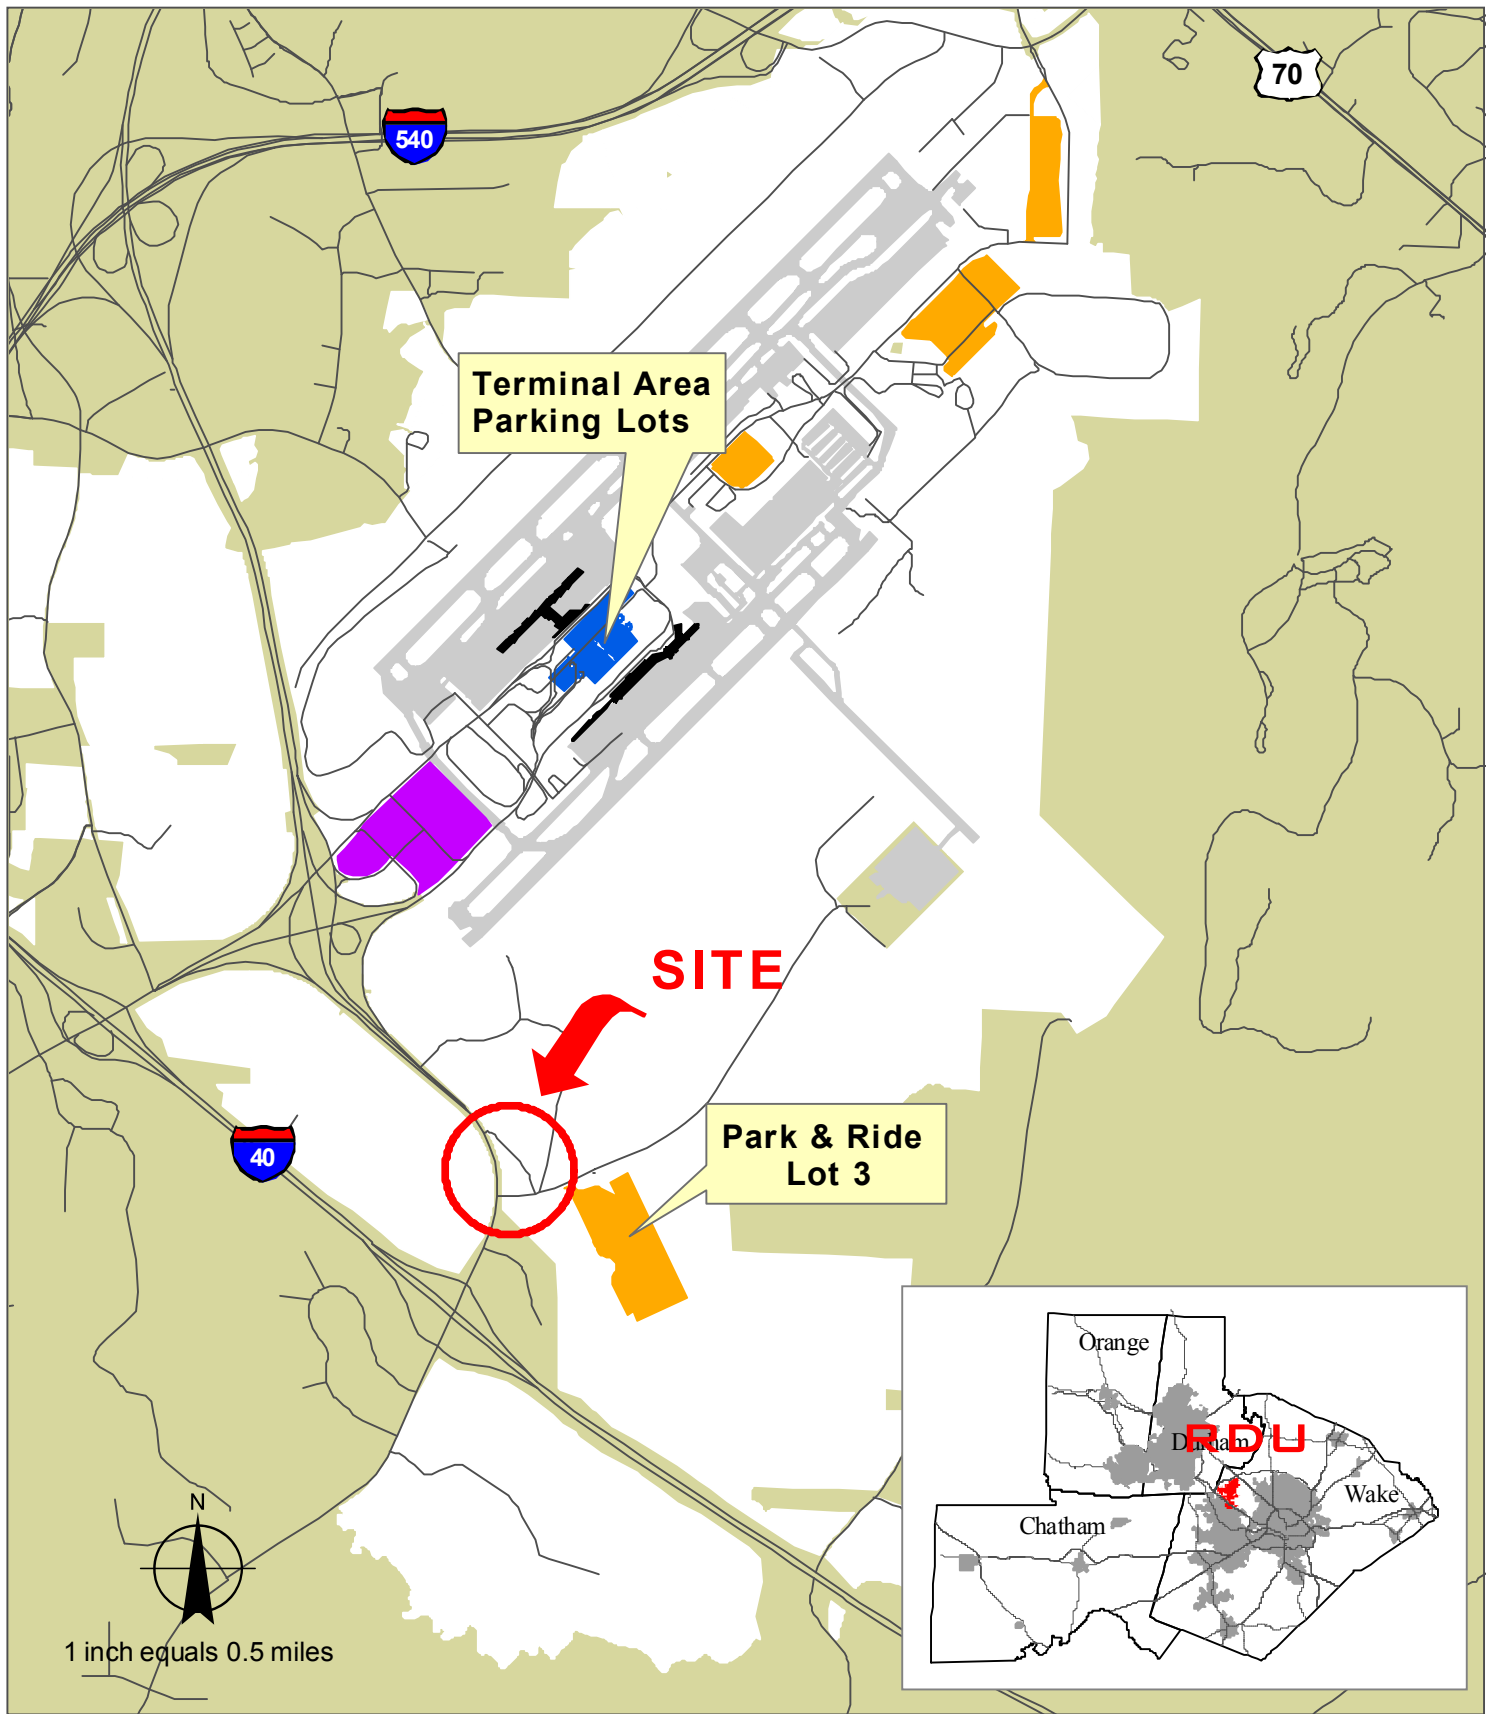 70
540
Terminal Area
Parking Lots
SITE
Park & Ride
Lot 3
40
Orange
Durham
RDU
Wake
Chatham
N
1 inch equals 0.5 miles